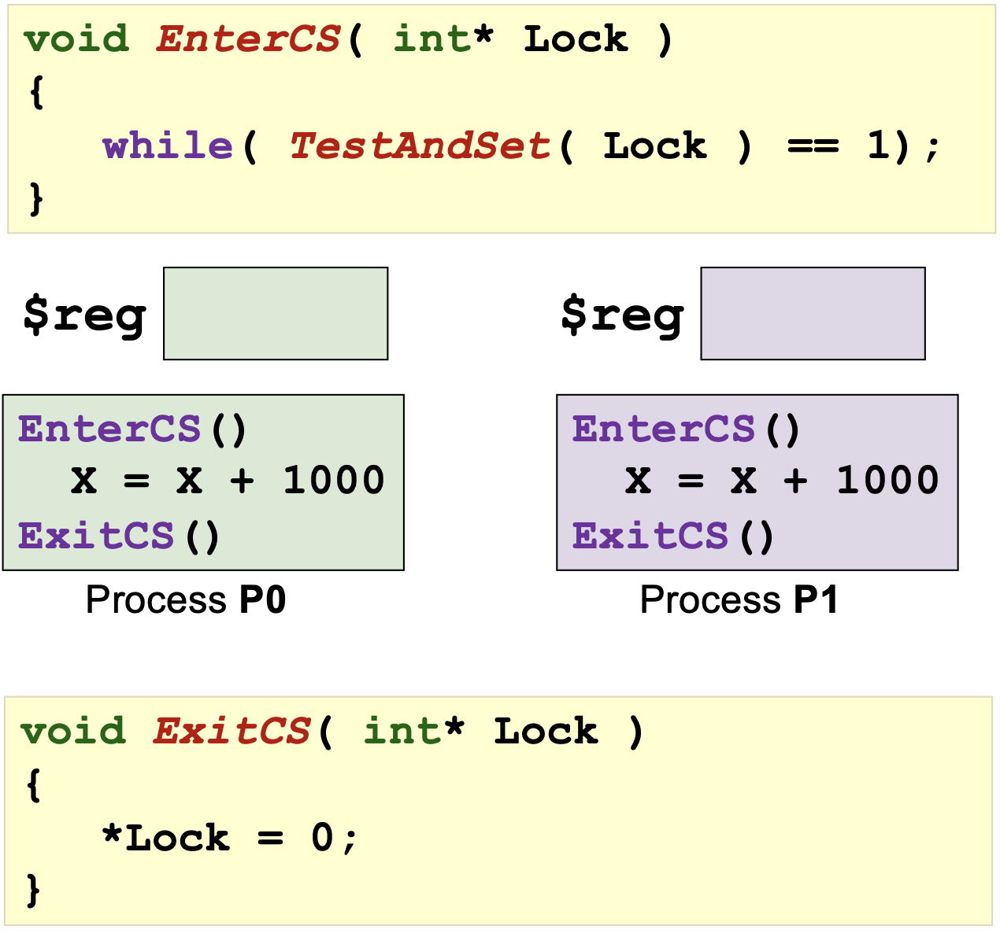 void EnterCS( int* Lock )
{
while( TestAndSet( Lock ) == 1);
}
$reg
$reg
EnterCS()
X = X + 1000
ExitCS()
Process P0
EnterCS()
X = X + 1000
ExitCS()
Process P1
void ExitCS( int* Lock )
{
*Lock = 0;
}